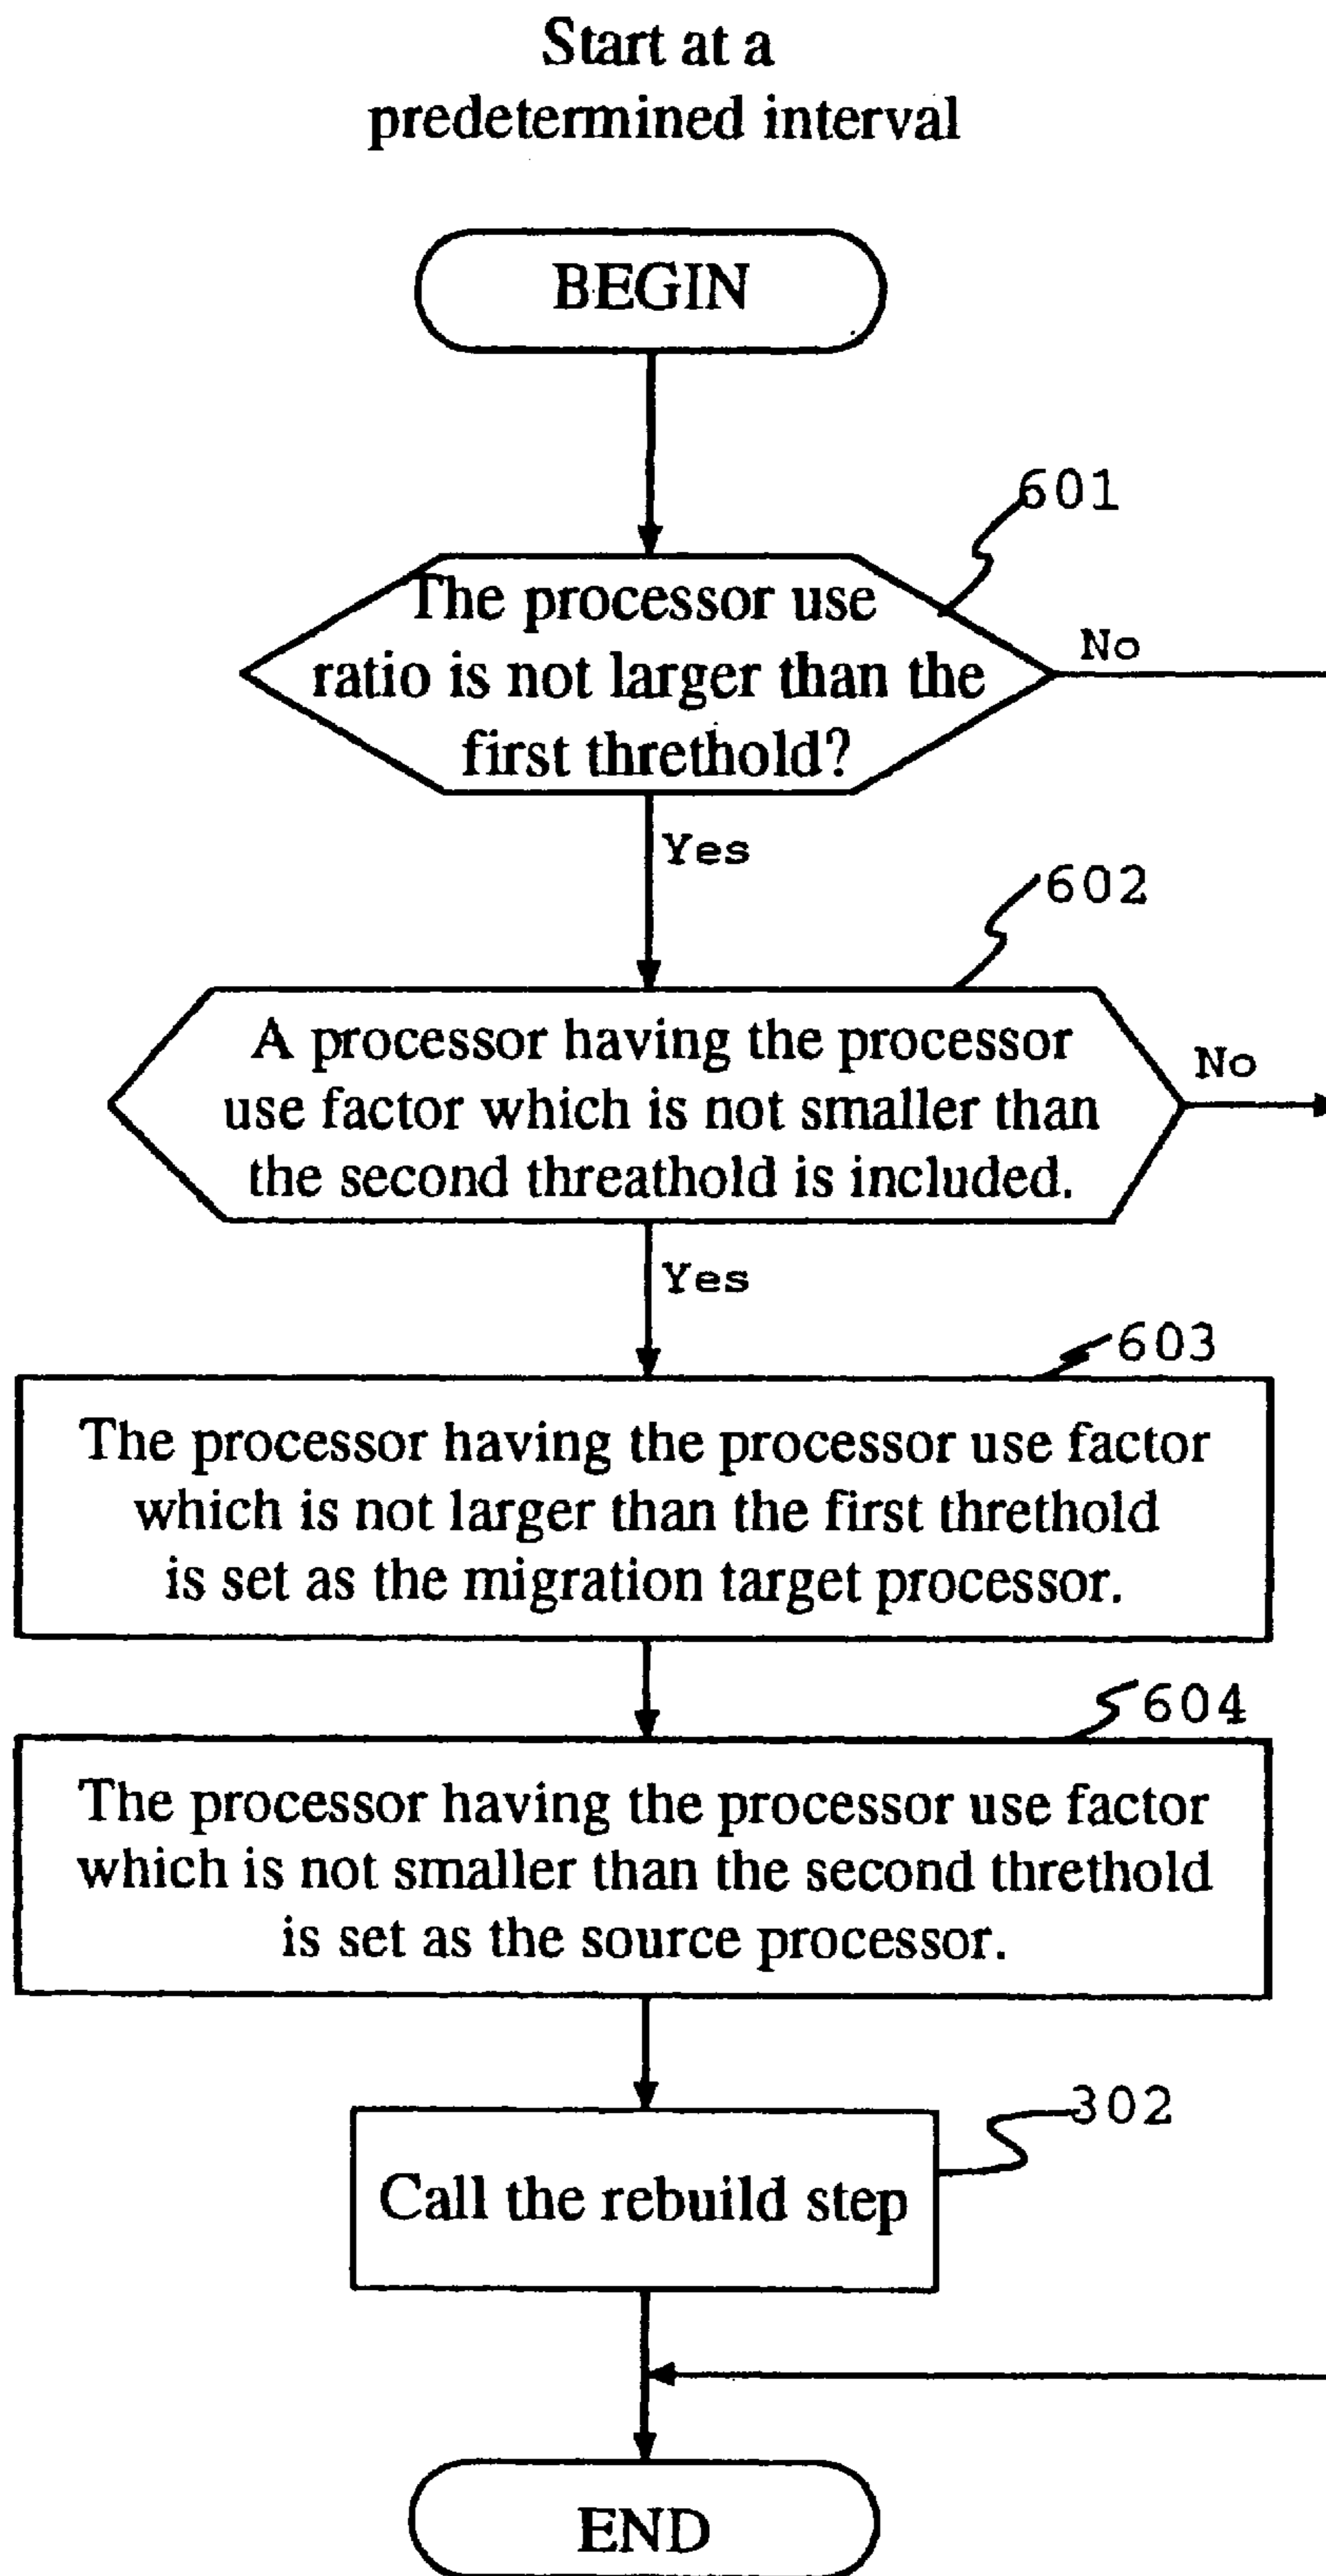 Start at a
predetermined interval
BEGIN
601
The processor use
ratio is not larger than the
first threthold?
No
Yes
602
A processor having the processor
use factor which is not smaller than
the second threathold is included.
No
Yes
603
The processor having the processor use factor
which is not larger than the first threthold
is set as the migration target processor.
604
The processor having the processor use factor
which is not smaller than the second threthold
is set as the source processor.
302
Call the rebuild step
END